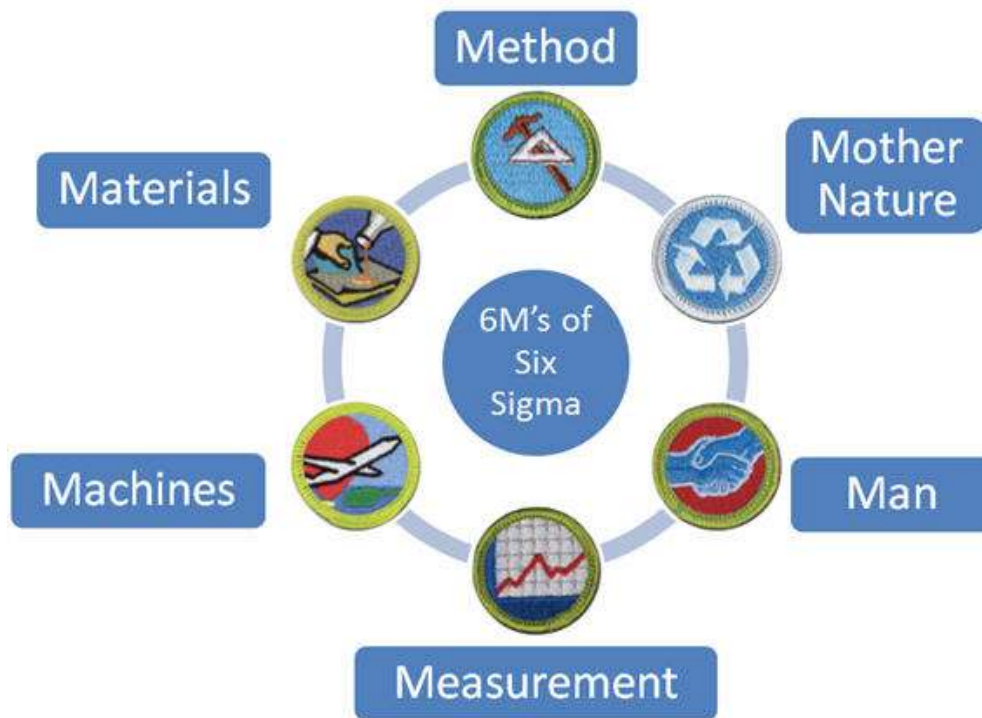 Method
Mother
Nature
Materials
6M's of
Six
Sigma
Machines
Man
Measurement